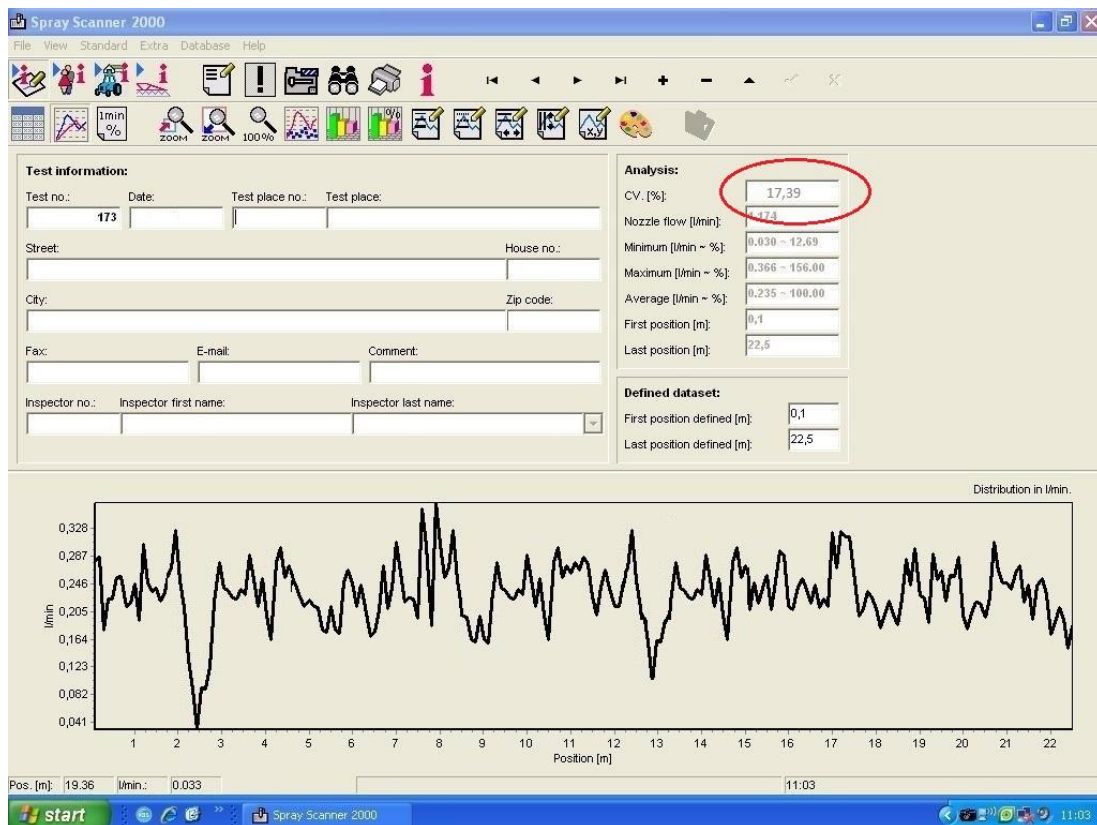 Spray Scanner 2000
File View Standard Extra Database Help
1min
%
ZOOM
ZOOM
100%
%
x,y
Test information:
Test no.: Date: Test place no.: Test place:
173
Street: House no.:
City: Zip code:
Fax: E-mail: Comment:
Inspector no.: Inspector first name: Inspector last name:
Analysis:
CV. [%]: 17,39
Nozzle flow [l/min]: 1.174
Minimum [l/min ~ %]: 0.030 ~ 12.69
Maximum [l/min ~ %]: 0.366 ~ 156.00
Average [l/min ~ %]: 0.235 ~ 100.00
First position [m]: 0,1
Last position [m]: 22,5
Defined dataset:
First position defined [m]: 0,1
Last position defined [m]: 22,5
Distribution in l/min.
0,328
0,287
0,246
0,205
0,164
0,123
0,082
0,041
l/min
1 2 3 4 5 6 7 8 9 10 11 12 13 14 15 16 17 18 19 20 21 22
Position [m]
Pos. [m]: 19.36 l/min.: 0.033 11:03
start Spray Scanner 2000 11:03